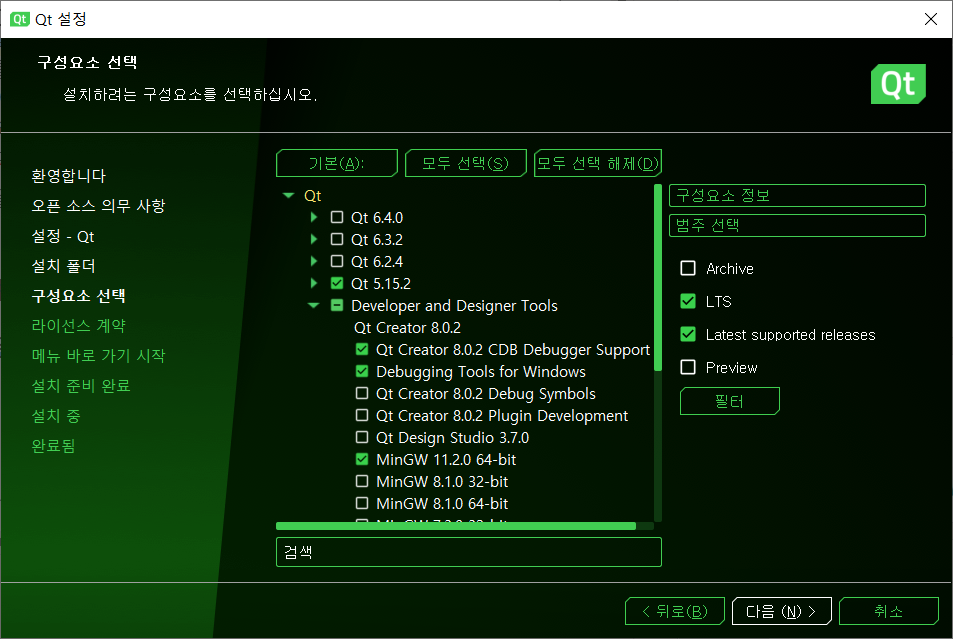 Qt Qt 설정
구성요소 선택
설치하려는 구성요소를 선택하십시오.
Qt
환영합니다
오픈 소스 의무 사항
설정 - Qt
설치 폴더
구성요소 선택
라이선스 계약
메뉴 바로 가기 시작
설치 준비 완료
설치 중
완료됨
기본(A): 모두 선택(S) 모두 선택 해제(D)
Qt
Qt 6.4.0
Qt 6.3.2
Qt 6.2.4
Qt 5.15.2
Developer and Designer Tools
Qt Creator 8.0.2
Qt Creator 8.0.2 CDB Debugger Support
Debugging Tools for Windows
Qt Creator 8.0.2 Debug Symbols
Qt Creator 8.0.2 Plugin Development
Qt Design Studio 3.7.0
MinGW 11.2.0 64-bit
MinGW 8.1.0 32-bit
MinGW 8.1.0 64-bit
검색
구성요소 정보
범주 선택
Archive
LTS
Latest supported releases
Preview
필터
< 뒤로(B) 다음 (N) > 취소